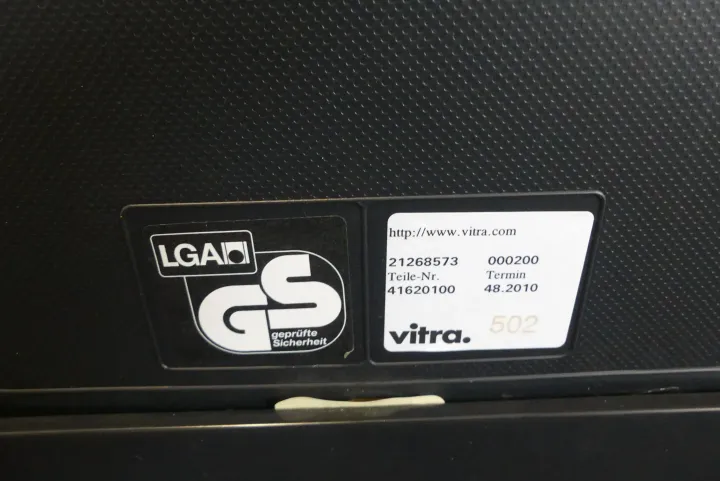 LGA
GS
geprüfte
Sicherheit
http://www.vitra.com
21268573 000200
Teile-Nr. Termin
41620100 48.2010
vitra. 502